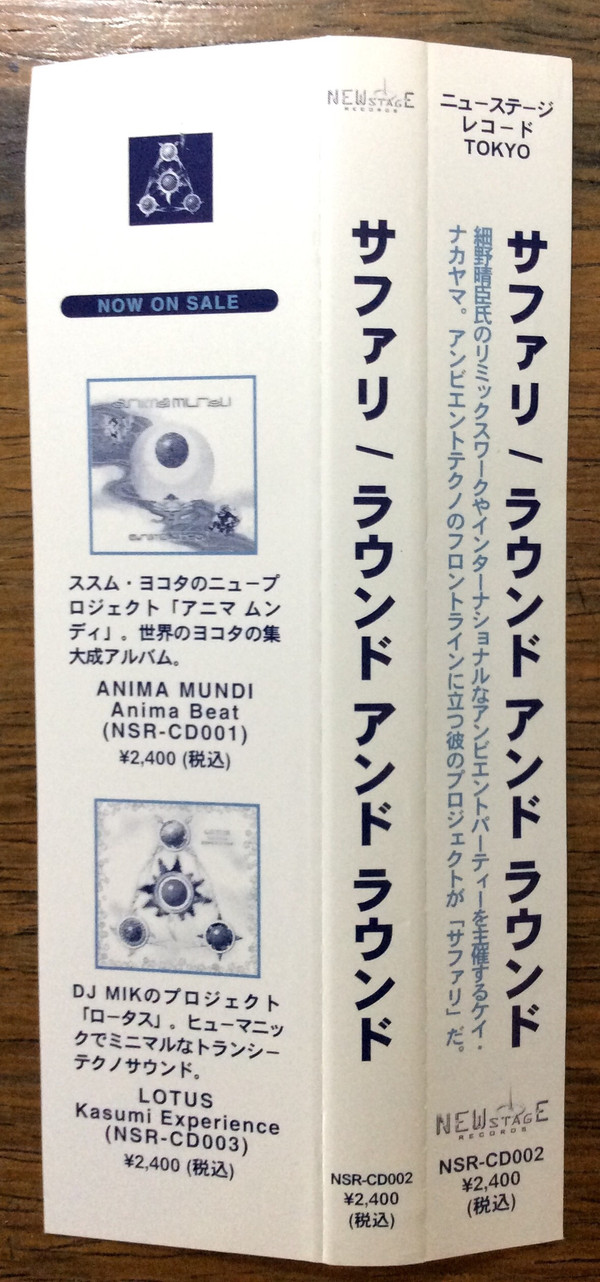 NOW ON SALE
anima mundi
ススム・ヨコタのニュープ
ロジェクト「アニマ ムン
ディ」。世界のヨコタの集
大成アルバム。
ANIMA MUNDI
Anima Beat
(NSR-CD001)
¥2,400 (税込)
DJ MIKのプロジェクト
「ロータス」。ヒューマニッ
クでミニマルなトランシー
テクノサウンド。
LOTUS
Kasumi Experience
(NSR-CD003)
¥2,400 (税込)
NEWSTAGE
RECORDS
サファリ / ラウンド アンド ラウンド
NSR-CD002
¥2,400
(税込)
ニューステージ
レコード
TOKYO
サファリ / ラウンド アンド ラウンド
細野晴臣氏のリミックスワークやインターナショナルなアンビエントパーティーを主催するケイ・
ナカヤマ。アンビエントテクノのフロントラインに立つ彼のプロジェクトが「サファリ」だ。
NEWSTAGE
RECORDS
NSR-CD002
¥2,400
(税込)